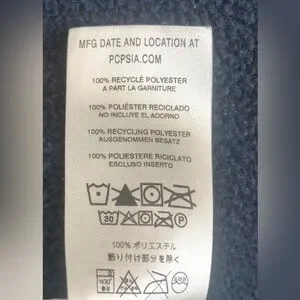 MFG DATE AND LOCATION AT
PCPSIA.COM
100% RECYCLÉ POLYESTER
A PART LA GARNITURE
100% POLIÉSTER RECICLADO
NO INCLUYE EL ADORNO
100% RECYCLING POLYESTER
AUSGENOMMEN BESATZ
100% POLIESTERE RICICLATO
ESCLUSO INSERTO
30 P
100% ポリエステル
飾り付け部分を除く